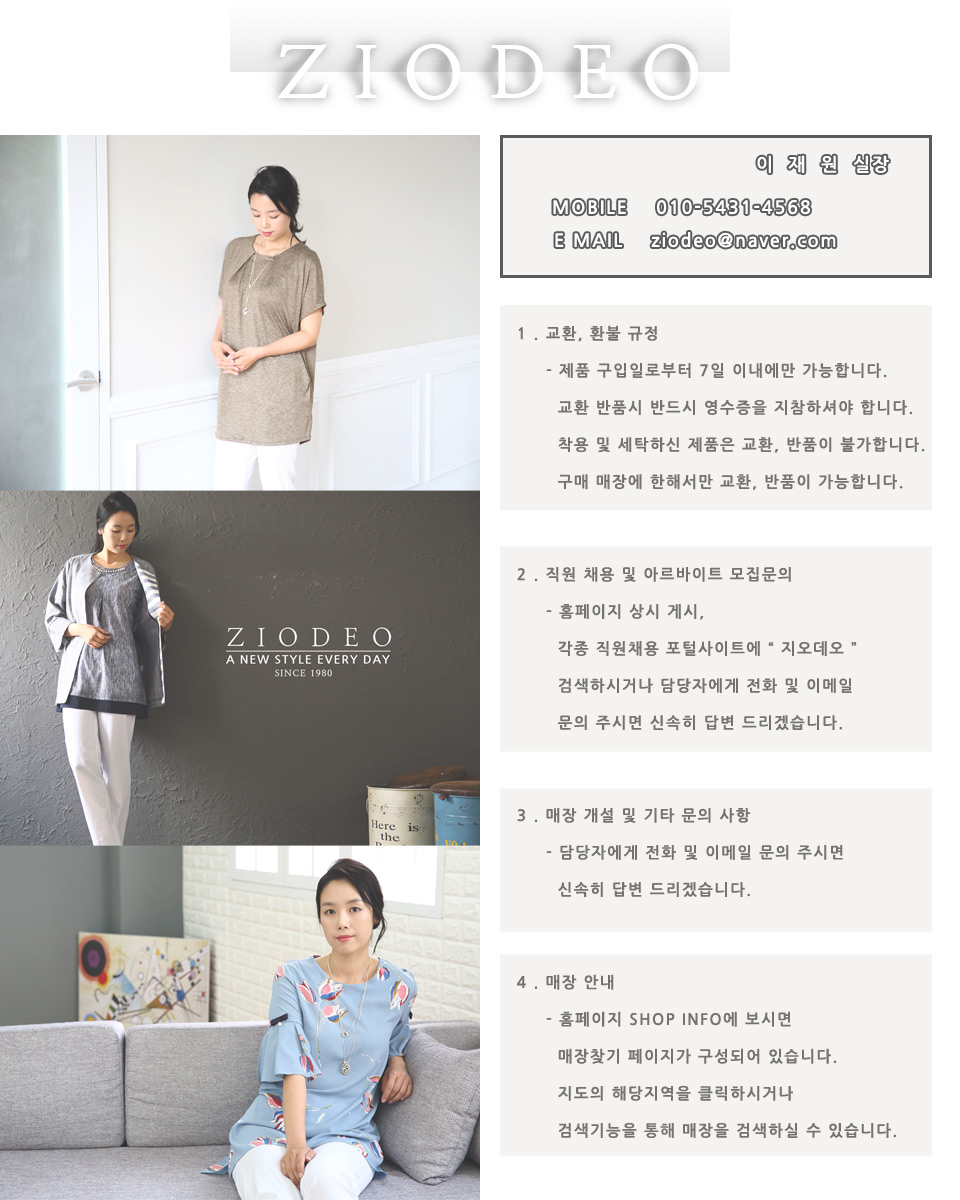 ZIODEO
이 재 원 실장
MOBILE 010-5431-4568
E MAIL ziodeo@naver.com
1 . 교환, 환불 규정
- 제품 구입일로부터 7일 이내에만 가능합니다.
교환 반품시 반드시 영수증을 지참하셔야 합니다.
착용 및 세탁하신 제품은 교환, 반품이 불가합니다.
구매 매장에 한해서만 교환, 반품이 가능합니다.
ZIODEO
A NEW STYLE EVERY DAY
SINCE 1980
Here is
the
2 . 직원 채용 및 아르바이트 모집문의
- 홈페이지 상시 게시,
각종 직원채용 포털사이트에 “ 지오데오 ”
검색하시거나 담당자에게 전화 및 이메일
문의 주시면 신속히 답변 드리겠습니다.
3 . 매장 개설 및 기타 문의 사항
- 담당자에게 전화 및 이메일 문의 주시면
신속히 답변 드리겠습니다.
4 . 매장 안내
- 홈페이지 SHOP INFO에 보시면
매장찾기 페이지가 구성되어 있습니다.
지도의 해당지역을 클릭하시거나
검색기능을 통해 매장을 검색하실 수 있습니다.